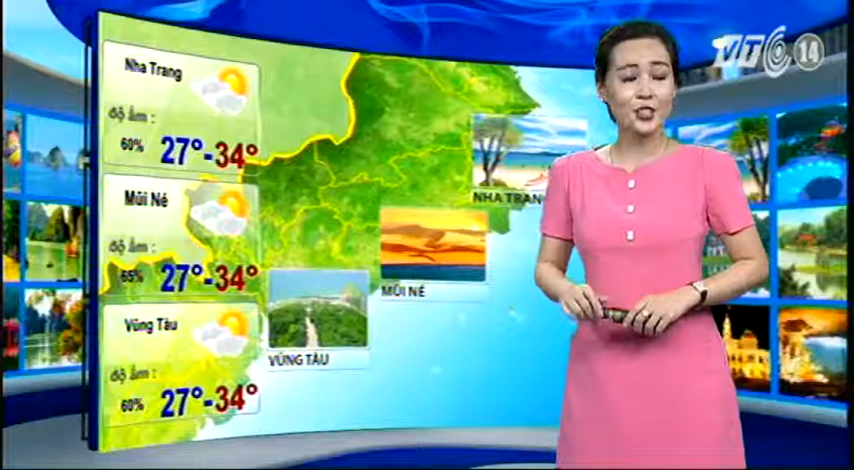 VTC 14
Nha Trang
độ ẩm :
60%
27°-34°
Mũi Né
độ ẩm :
65%
27°-34°
Vũng Tàu
độ ẩm :
60%
27°-34°
NHA TRANG
MŨI NÉ
VŨNG TÀU